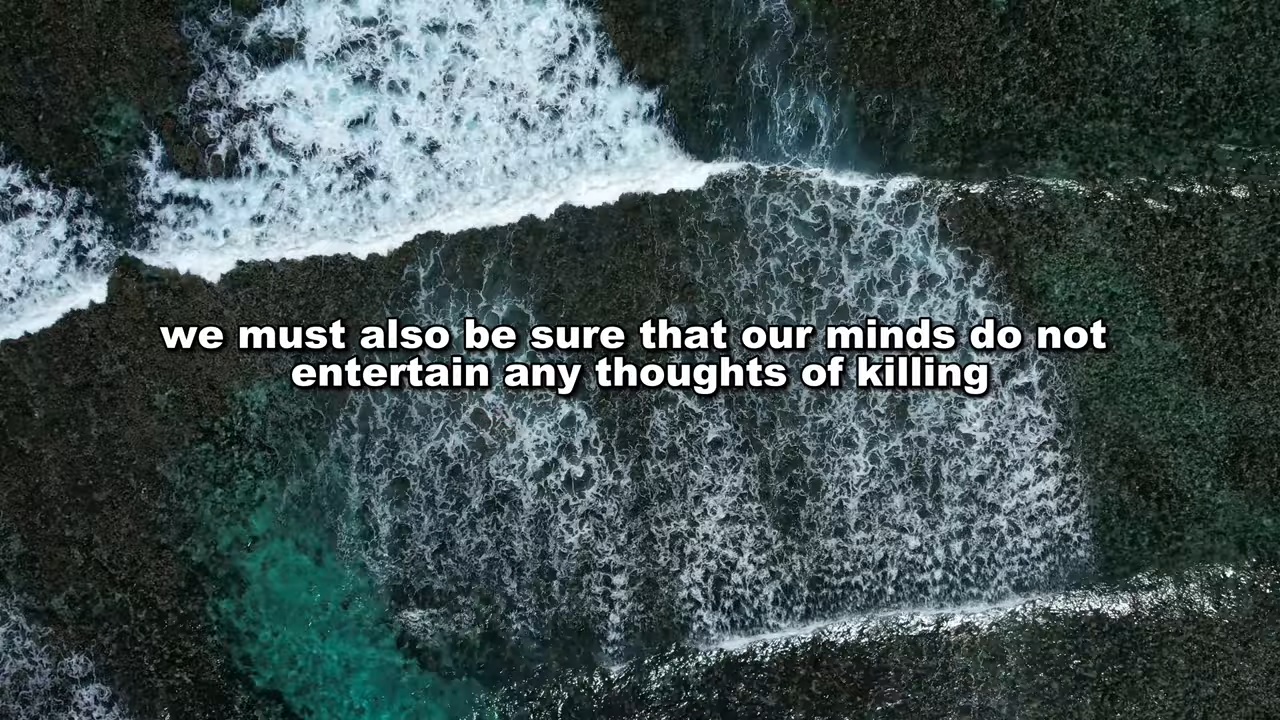 we must also be sure that our minds do not
entertain any thoughts of killing